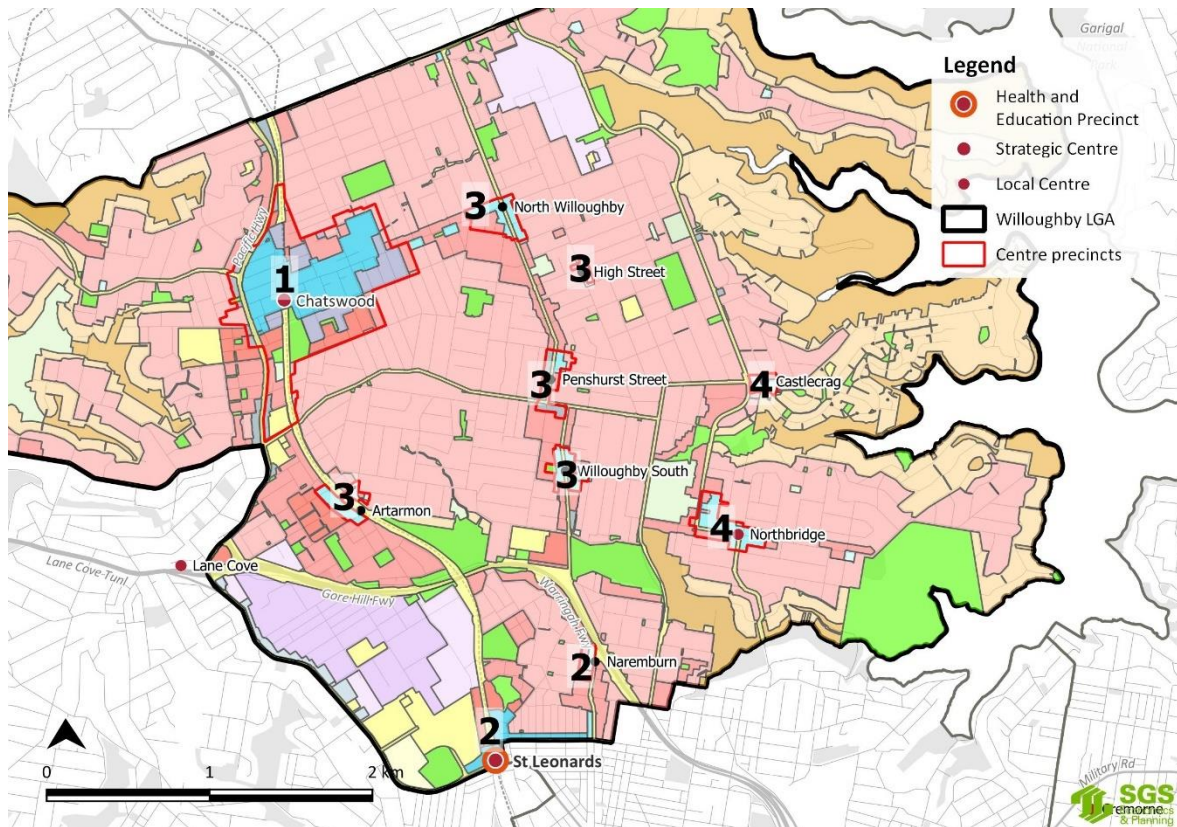 Garigal
National
Park
Legend
Health and
Education Precinct
Strategic Centre
Local Centre
Willoughby LGA
Centre precincts
Pacific Hwy
3
North Willoughby
3
High Street
1
Chatswood
3
Penshurst Street
4
Castlecrag
3
Willoughby South
3
Artarmon
4
Northbridge
Lane Cove
Lane Cove Tunl
Gore Hill Fwy
Warringah Fwy
2
Naremburn
2
St Leonards
0
1
2 km
Military Rd
SGS
Economics
& Planning
Cremorne